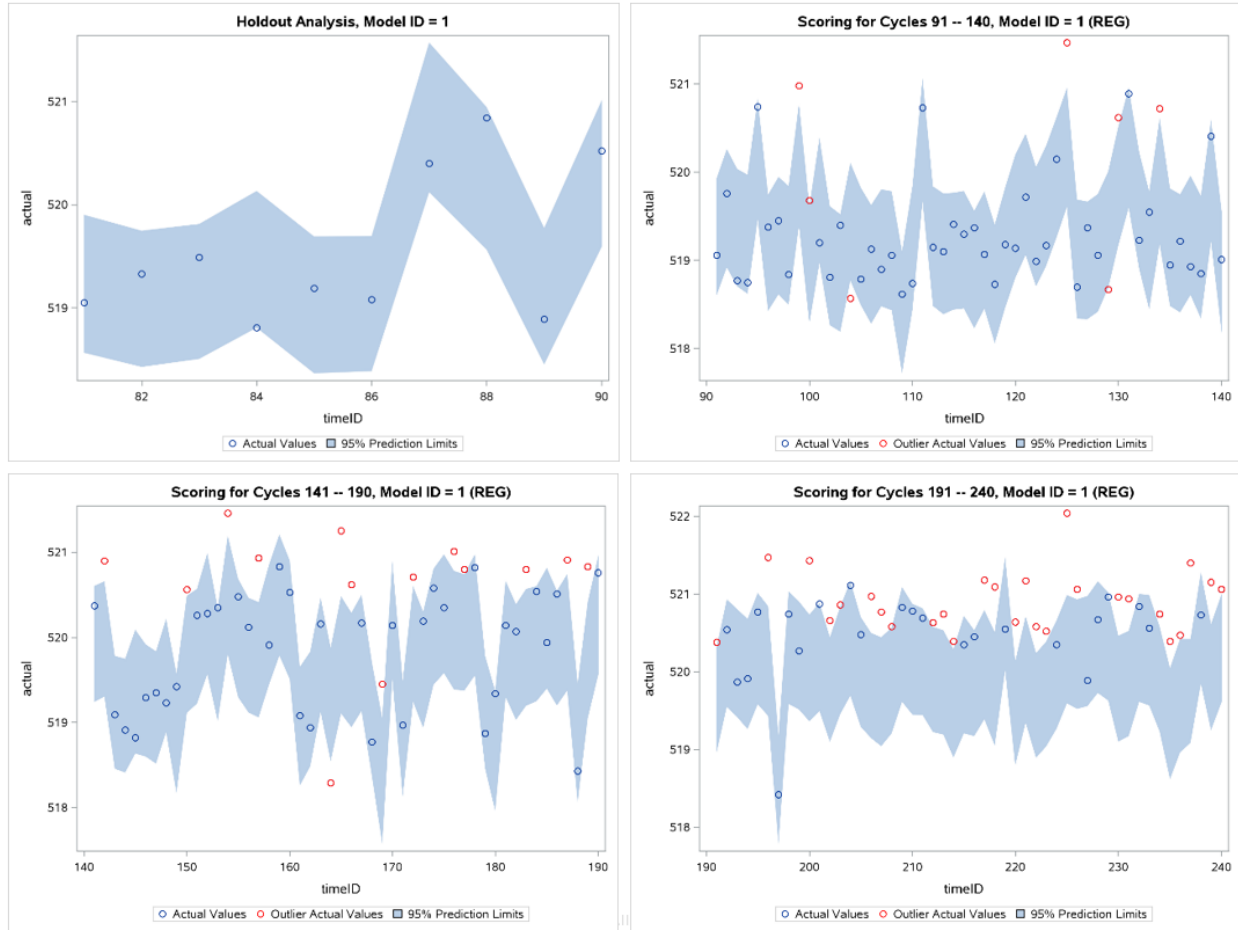 Holdout Analysis, Model ID = 1
actual
521
520
519
82 84 86 88 90
timeID
Actual Values 95% Prediction Limits
Scoring for Cycles 91 -- 140, Model ID = 1 (REG)
actual
521
520
519
518
90 100 110 120 130 140
timeID
Actual Values Outlier Actual Values 95% Prediction Limits
Scoring for Cycles 141 -- 190, Model ID = 1 (REG)
actual
521
520
519
518
140 150 160 170 180 190
timeID
Actual Values Outlier Actual Values 95% Prediction Limits
Scoring for Cycles 191 -- 240, Model ID = 1 (REG)
actual
522
521
520
519
518
190 200 210 220 230 240
timeID
Actual Values Outlier Actual Values 95% Prediction Limits